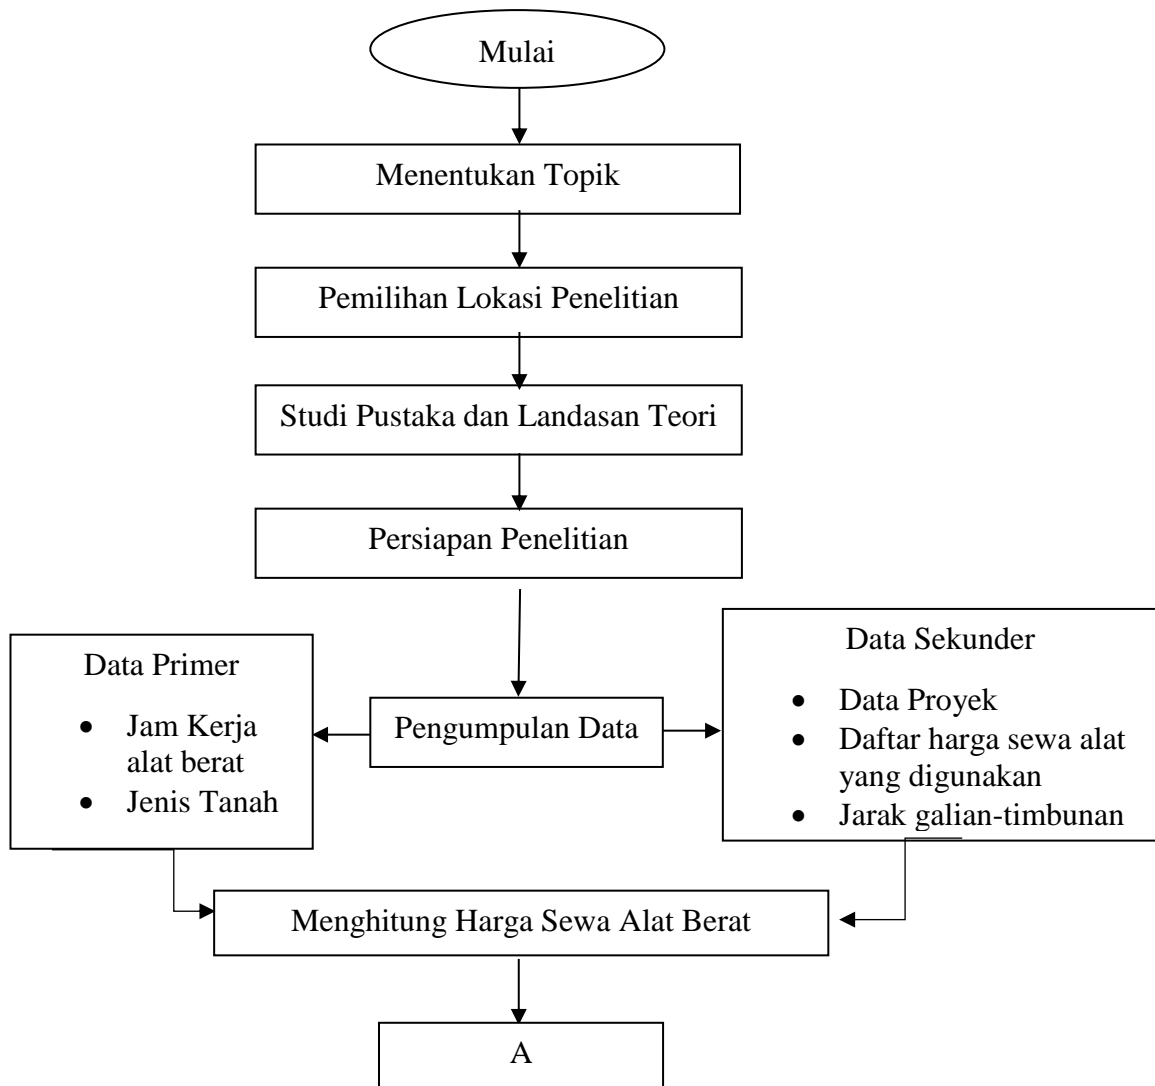 Mulai
Menentukan Topik
Pemilihan Lokasi Penelitian
Studi Pustaka dan Landasan Teori
Persiapan Penelitian
Data Primer
• Jam Kerja
alat berat
• Jenis Tanah
Pengumpulan Data
Data Sekunder
• Data Proyek
• Daftar harga sewa alat
yang digunakan
• Jarak galian-timbunan
Menghitung Harga Sewa Alat Berat
A